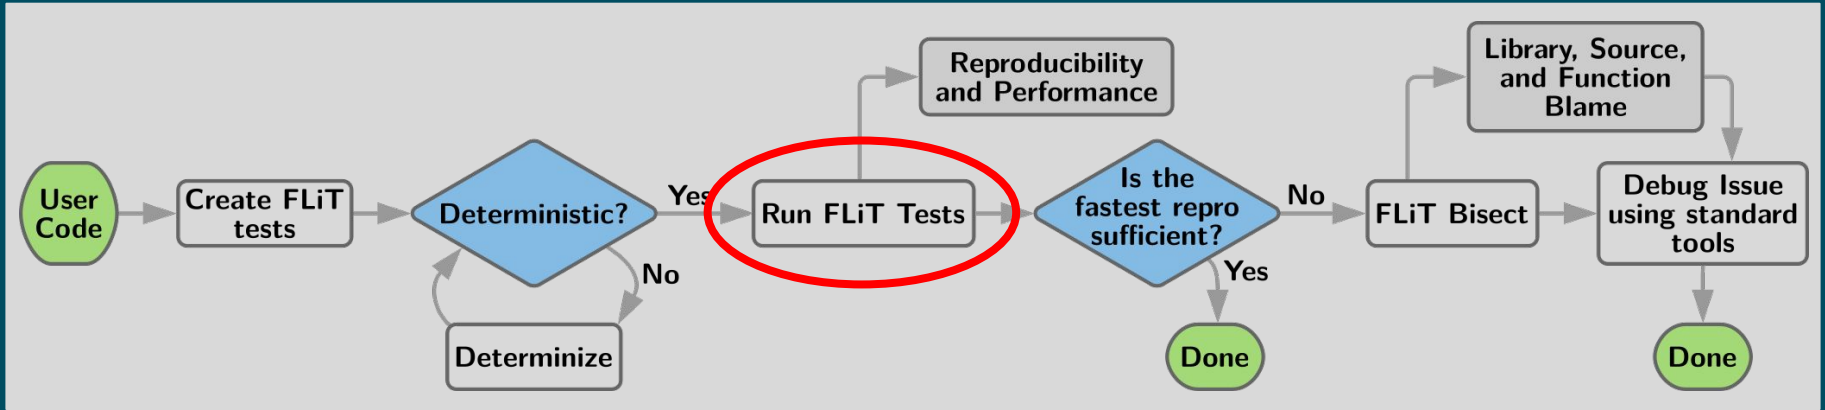 User
Code
Create FLiT
tests
Deterministic?
Yes
No
Determinize
Run FLiT Tests
Reproducibility
and Performance
Is the
fastest repro
sufficient?
Yes
Done
No
FLiT Bisect
Library, Source,
and Function
Blame
Debug Issue
using standard
tools
Done